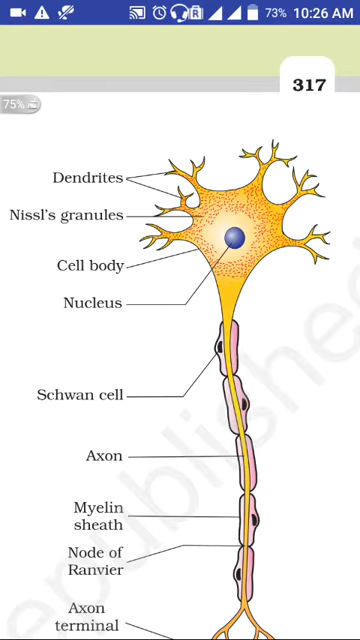 73% 10:26 AM
317
75%
Dendrites
Nissl's granules
Cell body
Nucleus
Schwan cell
Axon
Myelin
sheath
Node of
Ranvier
Axon
terminal
republished